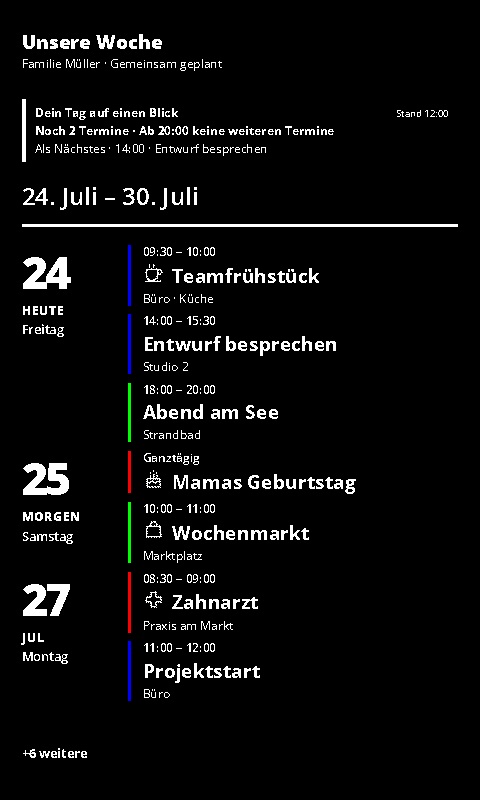 Unsere Woche
Familie Müller · Gemeinsam geplant
Dein Tag auf einen Blick
Stand 12:00
Noch 2 Termine · Ab 20:00 keine weiteren Termine
Als Nächstes · 14:00 · Entwurf besprechen
24. Juli – 30. Juli
24
HEUTE
Freitag
09:30 – 10:00
Teamfrühstück
Büro · Küche
14:00 – 15:30
Entwurf besprechen
Studio 2
18:00 – 20:00
Abend am See
Strandbad
25
MORGEN
Samstag
Ganztägig
Mamas Geburtstag
10:00 – 11:00
Wochenmarkt
Marktplatz
27
JUL
Montag
08:30 – 09:00
Zahnarzt
Praxis am Markt
11:00 – 12:00
Projektstart
Büro
+6 weitere